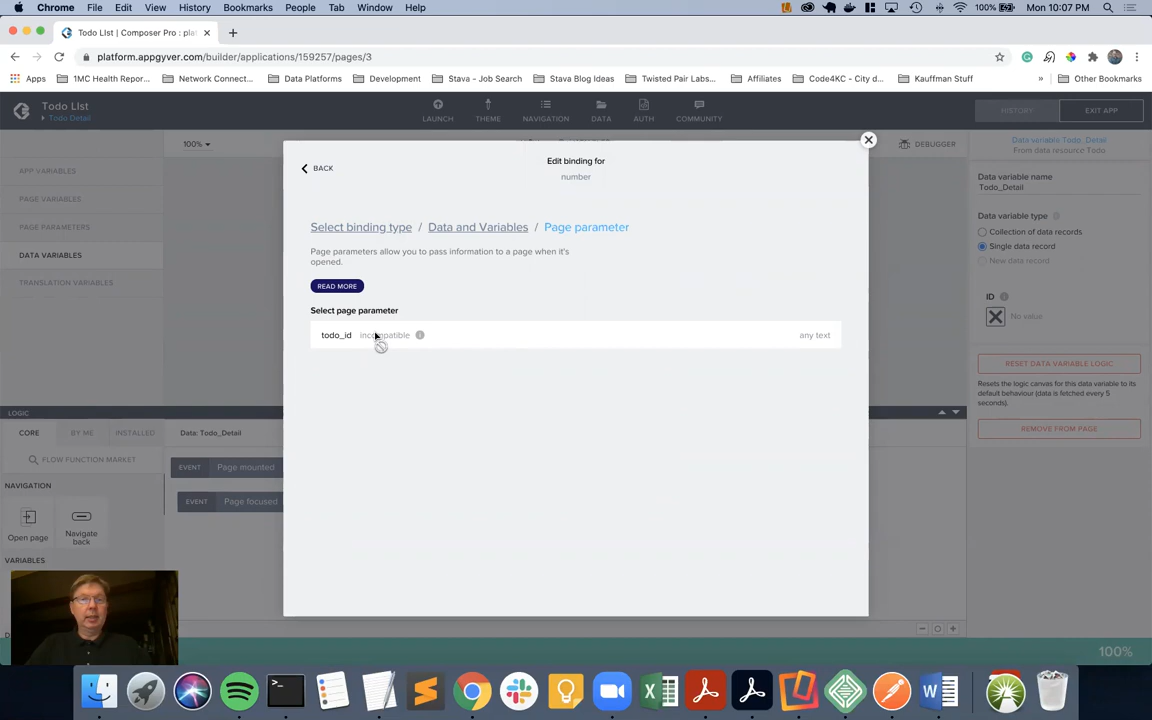 Chrome File Edit View History Bookmarks People Tab Window Help 100% Mon 10:07 PM
Todo LIst | Composer Pro : plat
platform.appgyver.com/builder/applications/159257/pages/3
Apps 1MC Health Repor... Network Connect... Data Platforms Development Stava - Job Search Stava Blog Ideas Twisted Pair Labs... Affiliates Code4KC - City d... Kauffman Stuff » Other Bookmarks
Todo LIst
Todo Detail
LAUNCH THEME NAVIGATION DATA AUTH COMMUNITY
HISTORY EXIT APP
100% DEBUGGER
APP VARIABLES
PAGE VARIABLES
PAGE PARAMETERS
DATA VARIABLES
TRANSLATION VARIABLES
BACK
Edit binding for
number
Select binding type / Data and Variables / Page parameter
Page parameters allow you to pass information to a page when it's
opened.
READ MORE
Select page parameter
todo_id incompatible any text
Data variable Todo_Detail
From data resource Todo
Data variable name
Todo_Detail
Data variable type
Collection of data records
Single data record
New data record
ID
No value
RESET DATA VARIABLE LOGIC
Resets the logic canvas for this data variable to its
default behaviour (data is fetched every 5
seconds).
REMOVE FROM PAGE
LOGIC
CORE BY ME INSTALLED Data: Todo_Detail
FLOW FUNCTION MARKET
EVENT Page mounted
EVENT Page focused
NAVIGATION
Open page
Navigate
back
VARIABLES
100%